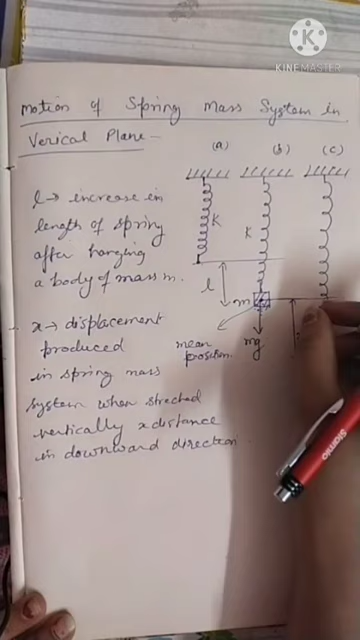 K
KINEMASTER
Motion of Spring Mass System in
Verical Plane -
(a) (b) (c)
l → increase in
length of spring
after hanging
a body of mass m.
K K
l
m
mean
position.
mg
x → displacement
produced
in spring mass
system when streched
vertically x distance
in downward direction